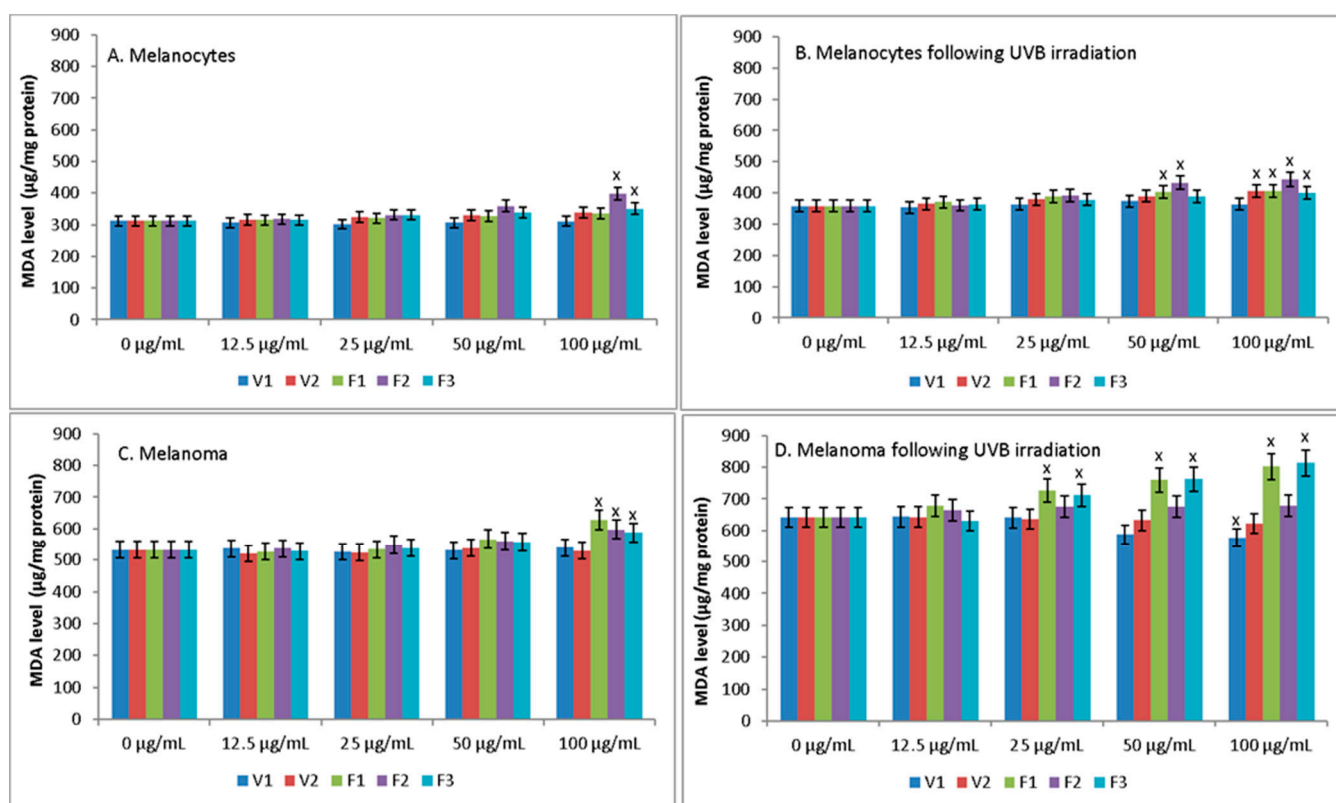 A. Melanocytes
MDA level (µg/mg protein)
900
800
700
600
500
400
300
200
100
0
x
x
0 µg/mL 12.5 µg/mL 25 µg/mL 50 µg/mL 100 µg/mL
V1 V2 F1 F2 F3
B. Melanocytes following UVB irradiation
MDA level (µg/mg protein)
900
800
700
600
500
400
300
200
100
0
x x
x x x x
0 µg/mL 12.5 µg/mL 25 µg/mL 50 µg/mL 100 µg/mL
V1 V2 F1 F2 F3
C. Melanoma
MDA level (µg/mg protein)
900
800
700
600
500
400
300
200
100
0
x x x
0 µg/mL 12.5 µg/mL 25 µg/mL 50 µg/mL 100 µg/mL
V1 V2 F1 F2 F3
D. Melanoma following UVB irradiation
MDA level (µg/mg protein)
900
800
700
600
500
400
300
200
100
0
x x
x x
x x x
0 µg/mL 12.5 µg/mL 25 µg/mL 50 µg/mL 100 µg/mL
V1 V2 F1 F2 F3